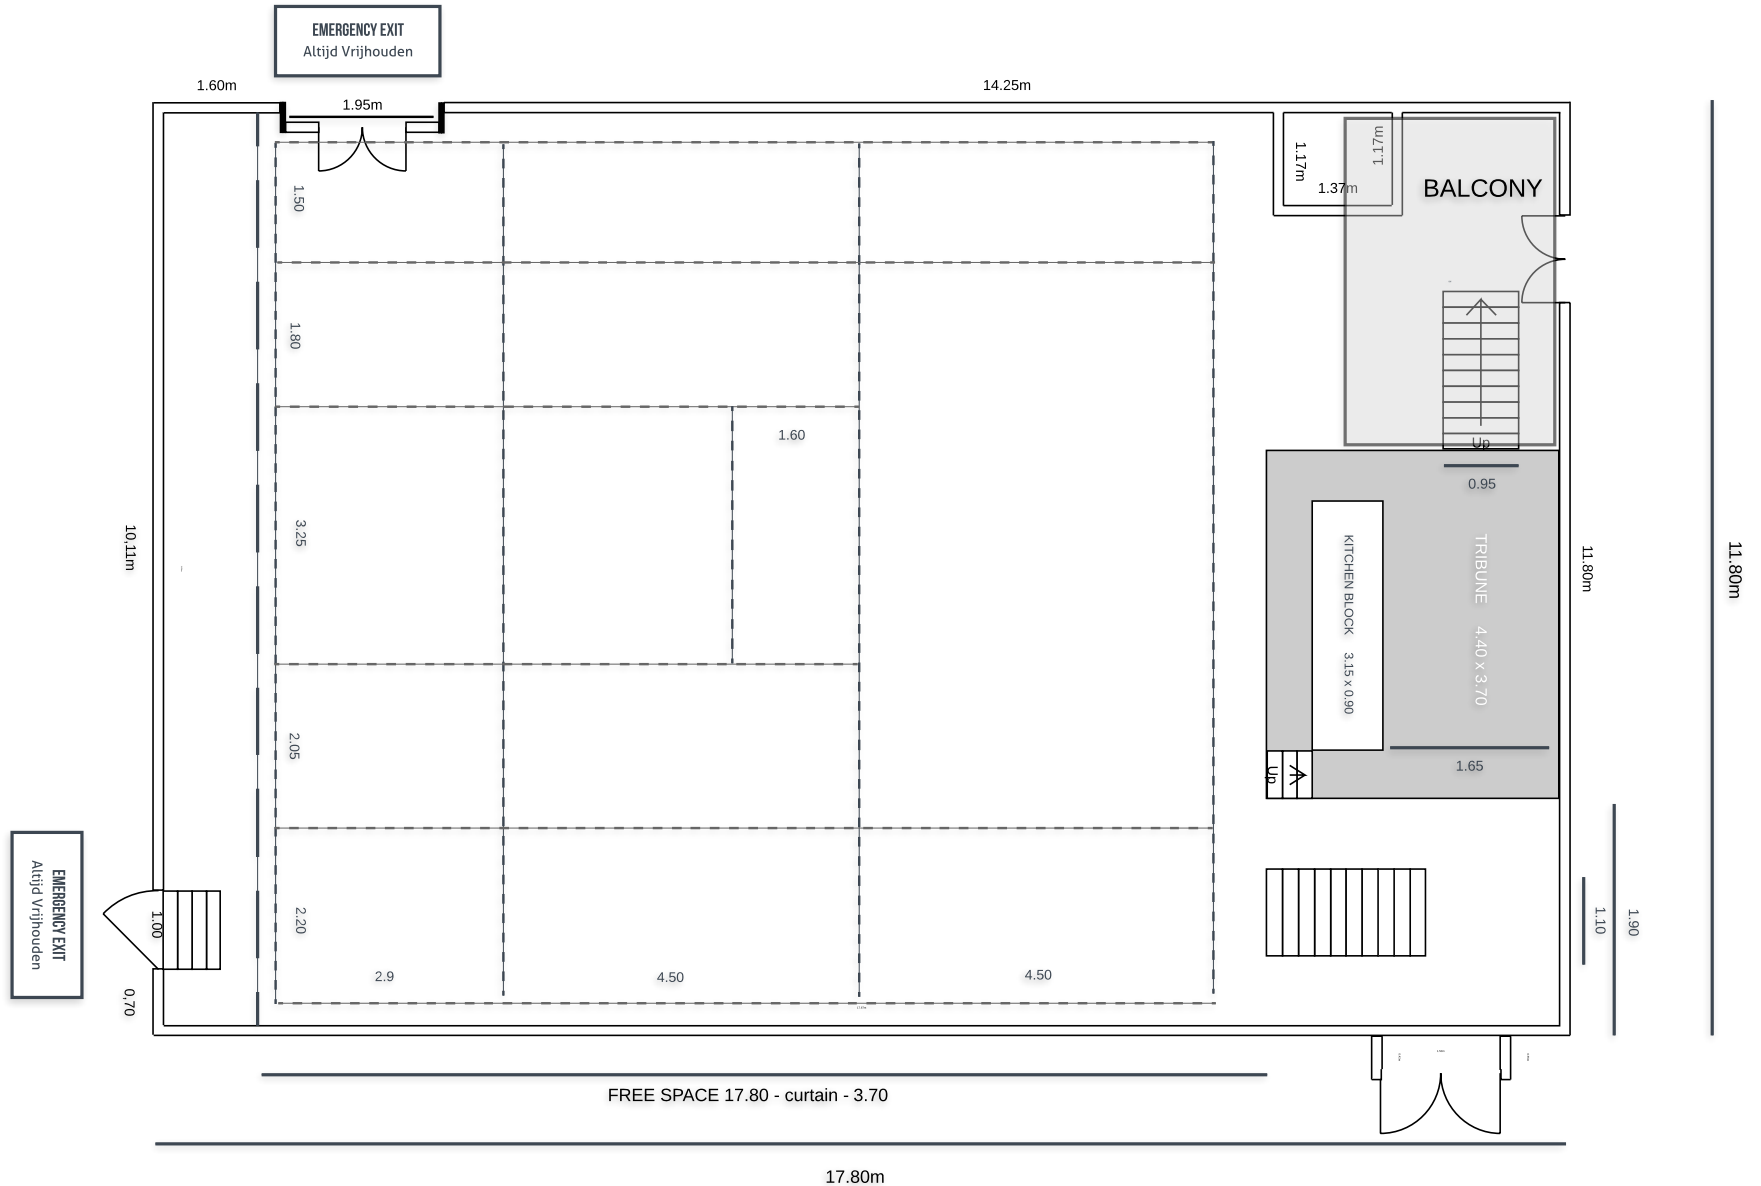 EMERGENCY EXIT
Altijd Vrijhouden
1.60m
1.95m
14.25m
1.17m
1.17m
1.37m
BALCONY
1.50
1.80
1.60
Up
0.95
3.25
10,11m
KITCHEN BLOCK 3.15 x 0.90
TRIBUNE 4.40 x 3.70
11.80m
11.80m
2.05
Up
1.65
EMERGENCY EXIT
Altijd Vrijhouden
1.00
0,70
2.20
2.9
4.50
4.50
1.10
1.90
FREE SPACE 17.80 - curtain - 3.70
17.80m